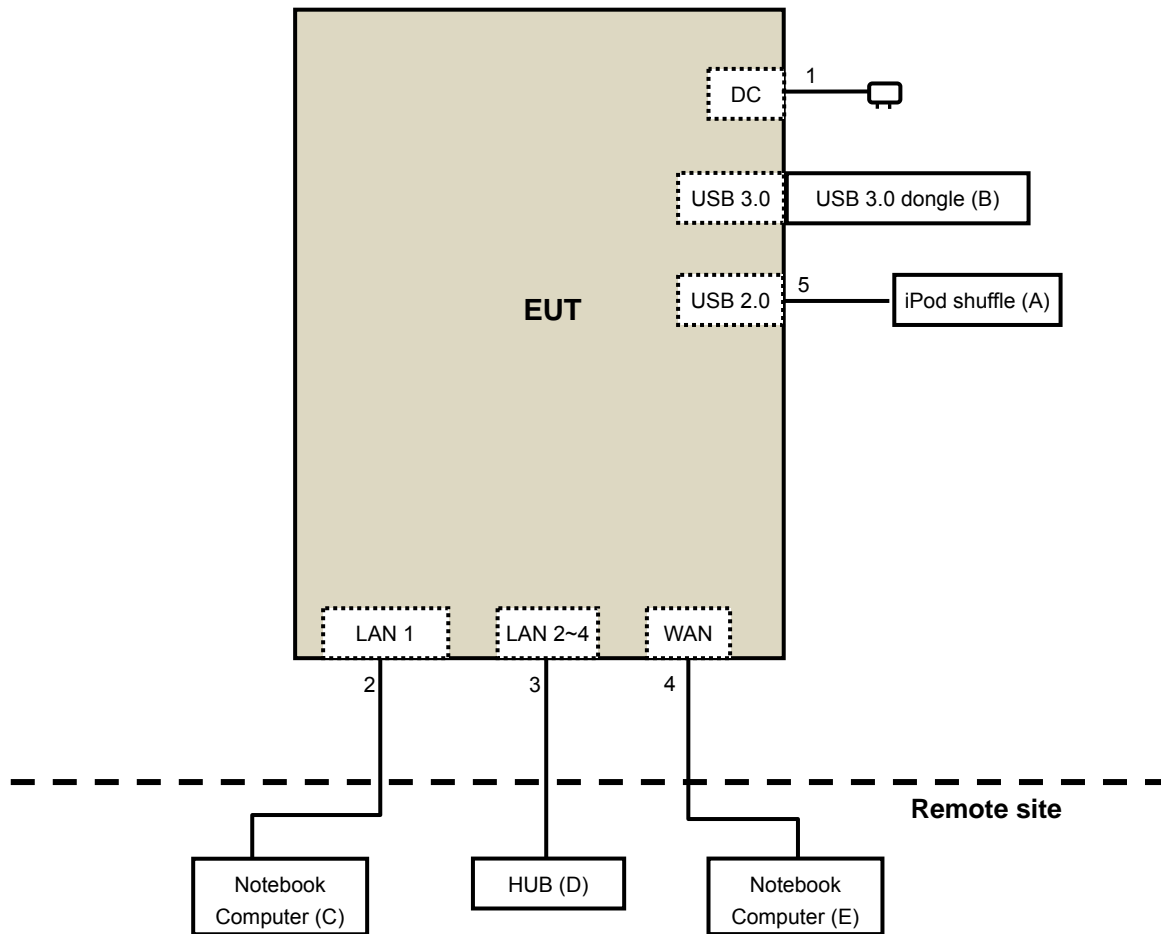 1
DC
USB 3.0
USB 3.0 dongle (B)
5
USB 2.0
iPod shuffle (A)
EUT
LAN 1
LAN 2~4
WAN
2
3
4
Remote site
Notebook
Computer (C)
HUB (D)
Notebook
Computer (E)